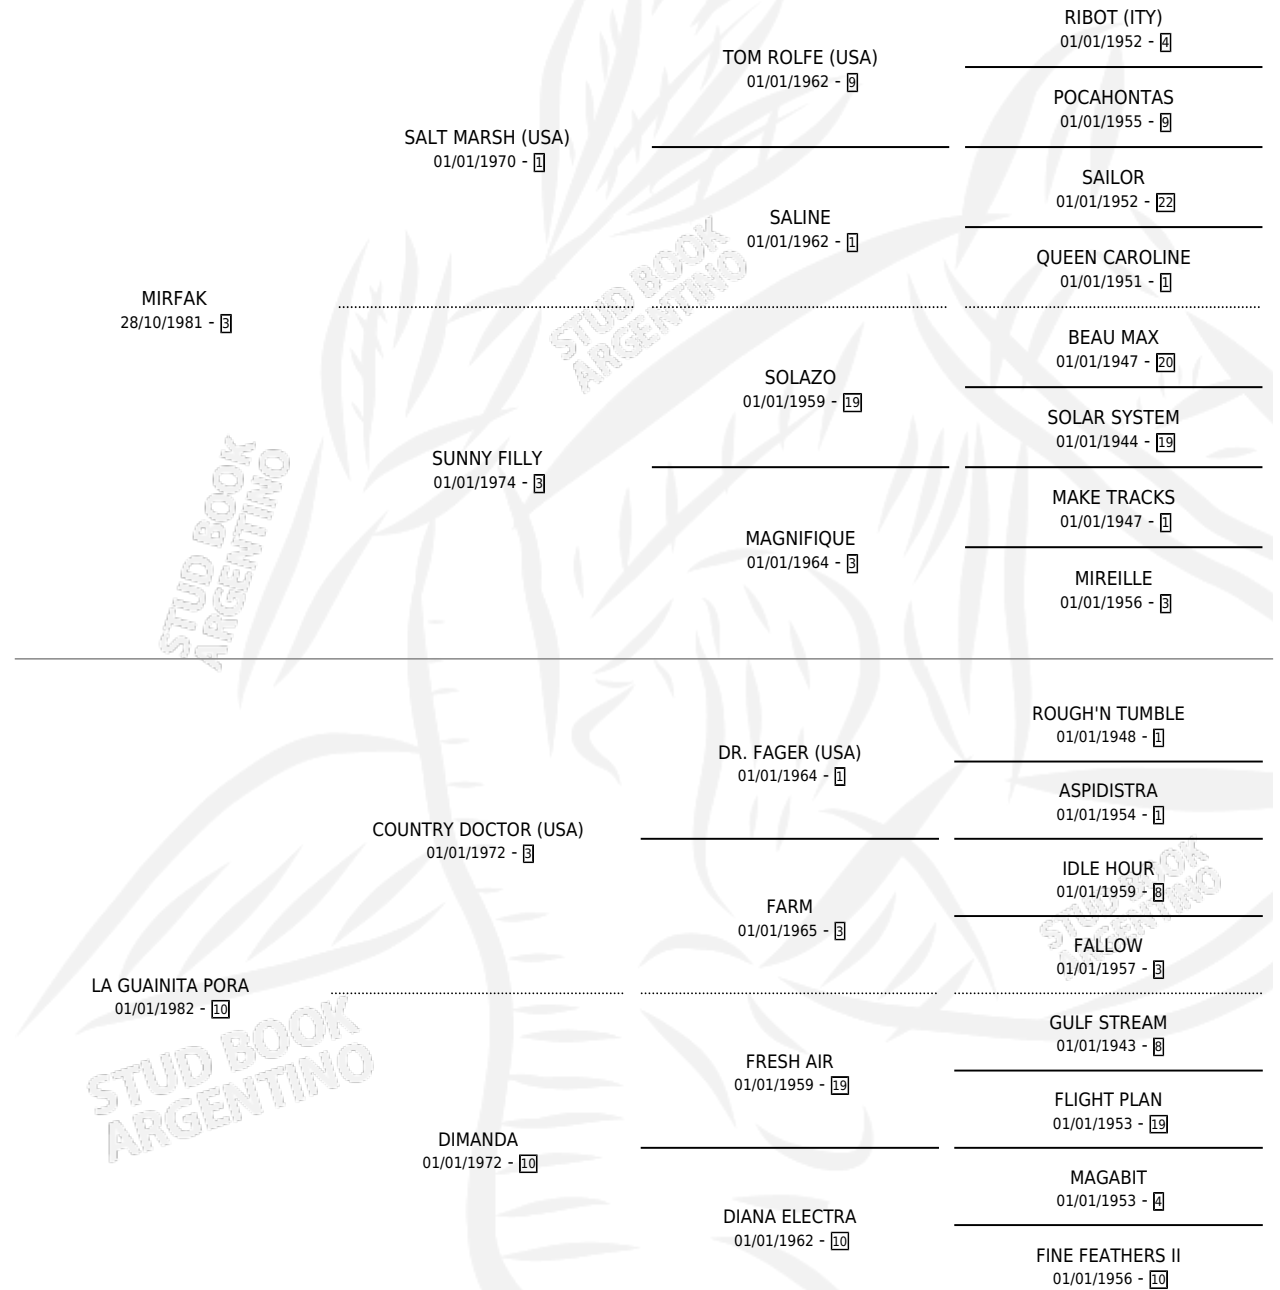 RIBOT (ITY)
01/01/1952 - 4
TOM ROLFE (USA)
01/01/1962 - 9
POCAHONTAS
01/01/1955 - 9
SALT MARSH (USA)
01/01/1970 - 1
SAILOR
01/01/1952 - 22
SALINE
01/01/1962 - 1
QUEEN CAROLINE
01/01/1951 - 1
MIRFAK
28/10/1981 - 3
BEAU MAX
01/01/1947 - 20
SOLAZO
01/01/1959 - 19
SOLAR SYSTEM
01/01/1944 - 19
SUNNY FILLY
01/01/1974 - 3
MAKE TRACKS
01/01/1947 - 1
MAGNIFIQUE
01/01/1964 - 3
MIREILLE
01/01/1956 - 3
ROUGH'N TUMBLE
01/01/1948 - 1
DR. FAGER (USA)
01/01/1964 - 1
ASPIDISTRA
01/01/1954 - 1
COUNTRY DOCTOR (USA)
01/01/1972 - 3
IDLE HOUR
01/01/1959 - 8
FARM
01/01/1965 - 3
FALLOW
01/01/1957 - 3
LA GUAINITA PORA
01/01/1982 - 10
GULF STREAM
01/01/1943 - 8
FRESH AIR
01/01/1959 - 19
FLIGHT PLAN
01/01/1953 - 19
DIMANDA
01/01/1972 - 10
MAGABIT
01/01/1953 - 4
DIANA ELECTRA
01/01/1962 - 10
FINE FEATHERS II
01/01/1956 - 10
STUD BOOK
ARGENTINO
STUD BOOK
ARGENTINO
STUD BOOK
ARGENTINO
STUD BOOK
ARGENTINO